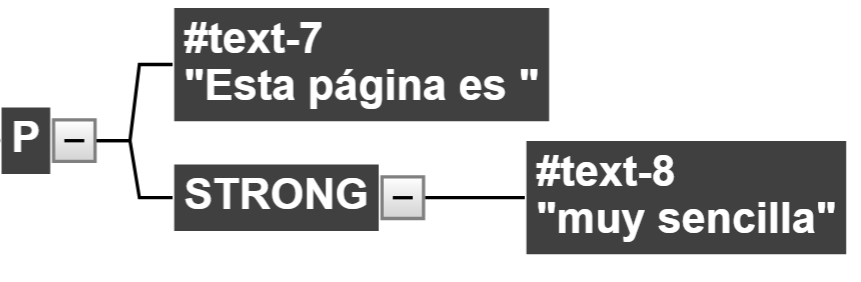 #text-7
"Esta página es "
P
STRONG
#text-8
"muy sencilla"